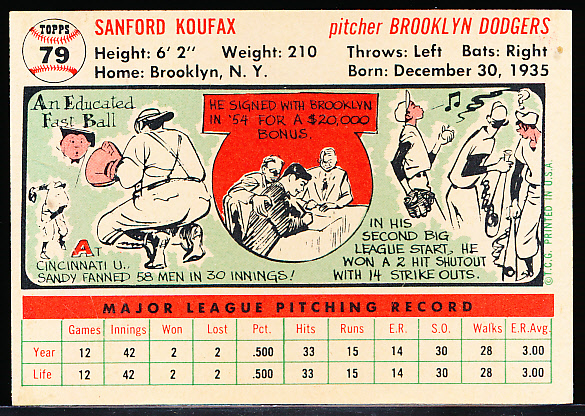 TOPPS
79
SANFORD KOUFAX
pitcher BROOKLYN DODGERS
Height: 6' 2" Weight: 210
Throws: Left Bats: Right
Home: Brooklyn, N. Y.
Born: December 30, 1935
An Educated
Fast Ball
HE SIGNED WITH BROOKLYN
IN '54 FOR A $20,000
BONUS.
AT
CINCINNATI U..
SANDY FANNED 58 MEN IN 30 INNINGS!
IN HIS
SECOND BIG
LEAGUE START, HE
WON A 2 HIT SHUTOUT
WITH 14 STRIKE OUTS.
©T.C.G. PRINTED IN U.S.A.
MAJOR LEAGUE PITCHING RECORD
Games Innings Won Lost Pct. Hits Runs E.R. S.O. Walks E.R.Avg.
Year 12 42 2 2 .500 33 15 14 30 28 3.00
Life 12 42 2 2 .500 33 15 14 30 28 3.00